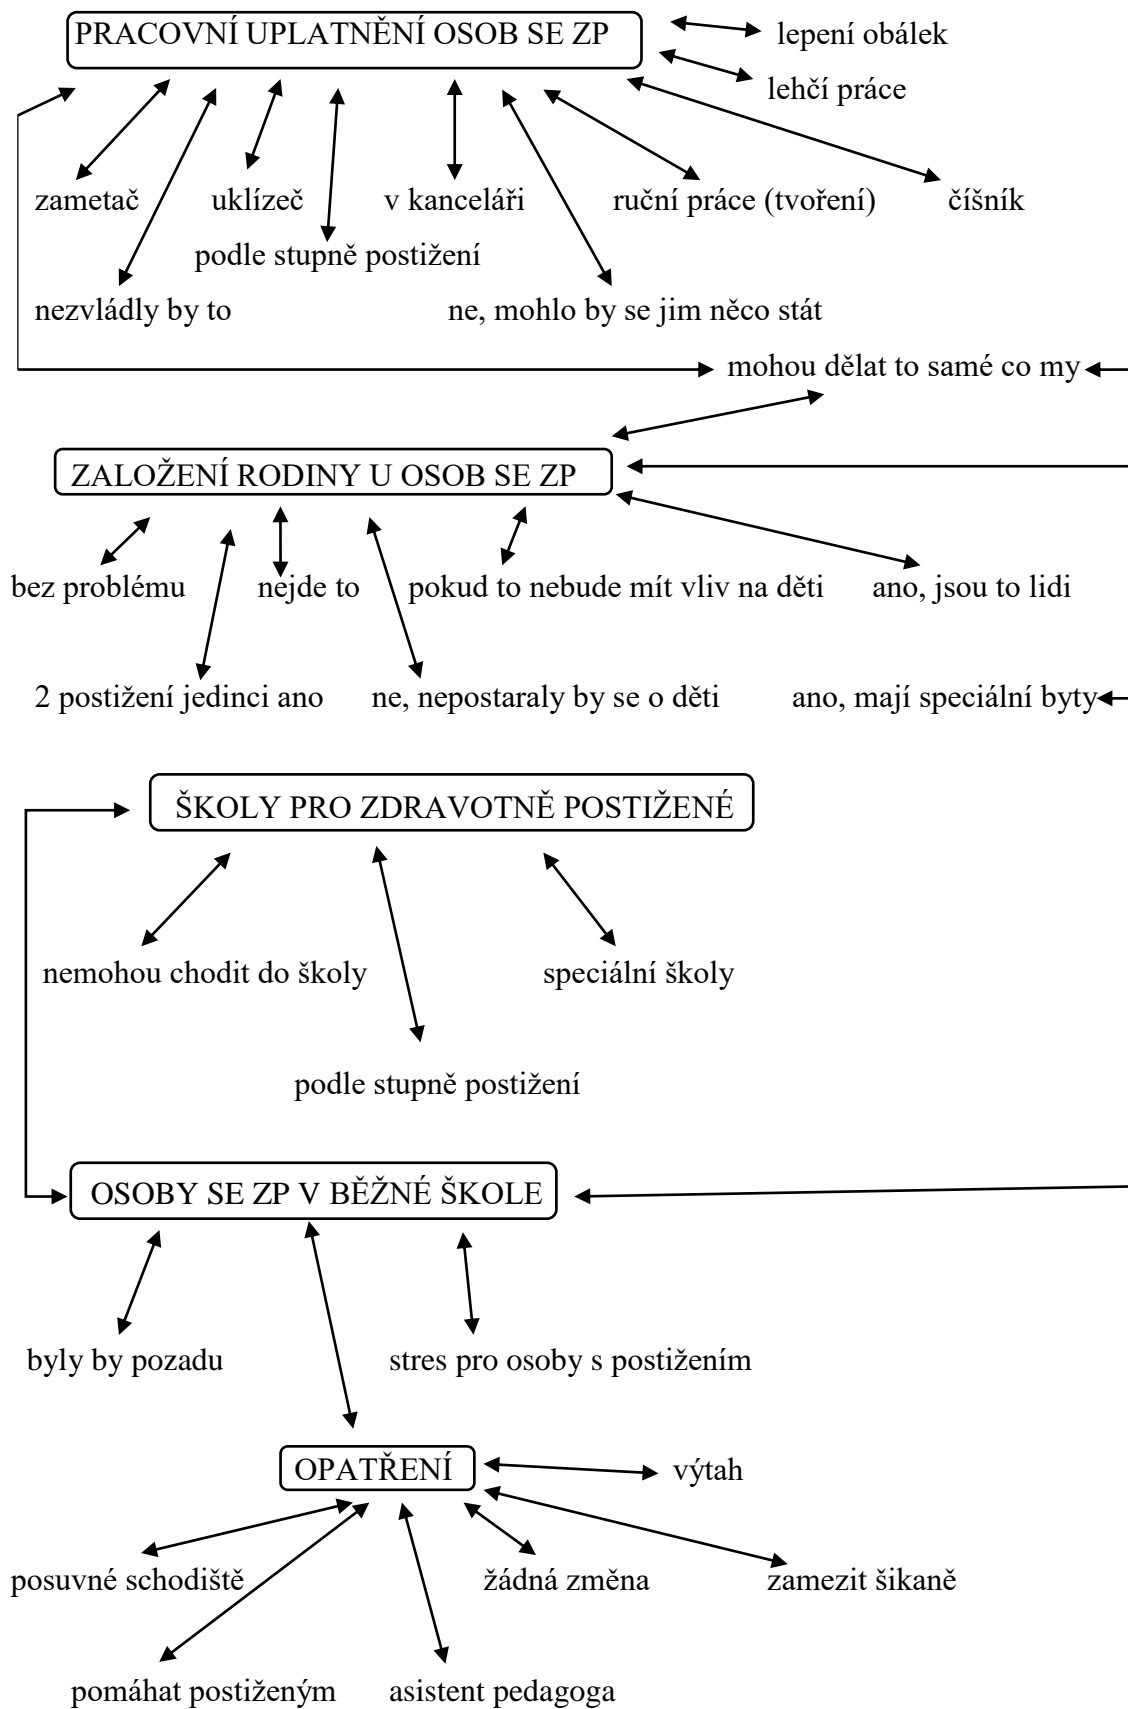 PRACOVNÍ UPLATNĚNÍ OSOB SE ZP
lepení obálek
lehčí práce
zametač
uklízeč
v kanceláři
ruční práce (tvoření)
číšník
podle stupně postižení
nezvládly by to
ne, mohlo by se jim něco stát
mohou dělat to samé co my
ZALOŽENÍ RODINY U OSOB SE ZP
bez problému
nejde to
pokud to nebude mít vliv na děti
ano, jsou to lidi
2 postižení jedinci ano
ne, nepostaraly by se o děti
ano, mají speciální byty
ŠKOLY PRO ZDRAVOTNĚ POSTIŽENÉ
nemohou chodit do školy
speciální školy
podle stupně postižení
OSOBY SE ZP V BĚŽNÉ ŠKOLE
byly by pozadu
stres pro osoby s postižením
OPATŘENÍ
výtah
posuvné schodiště
žádná změna
zamezit šikaně
pomáhat postiženým
asistent pedagoga